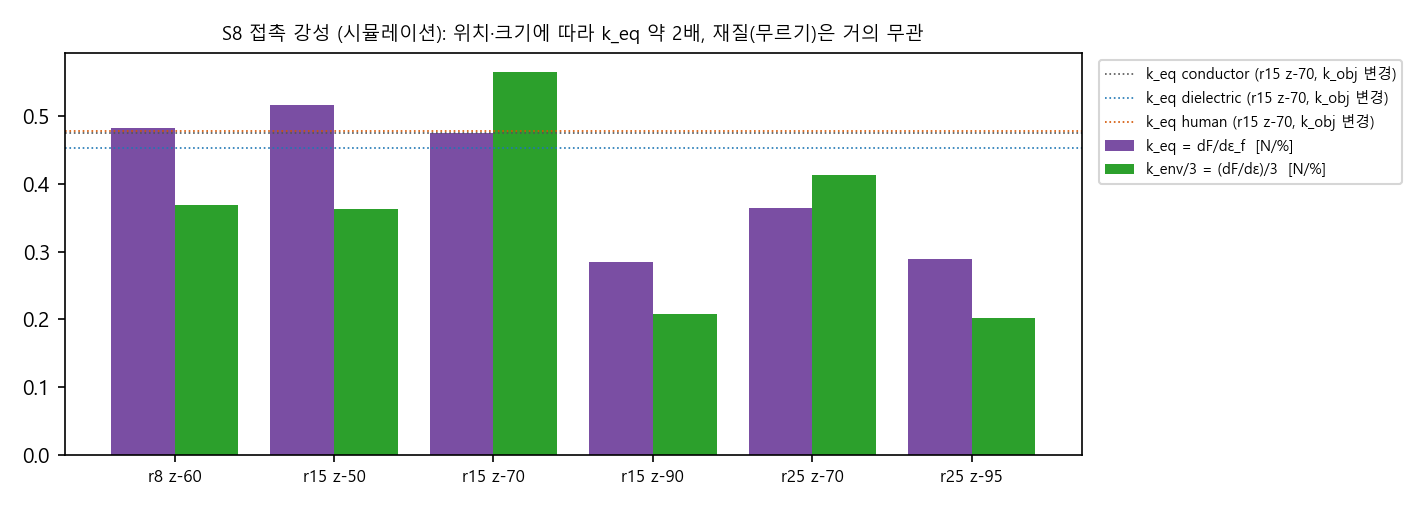 S8 접촉 강성 (시뮬레이션): 위치·크기에 따라 k_eq 약 2배, 재질(무르기)은 거의 무관
k_eq conductor (r15 z-70, k_obj 변경)
k_eq dielectric (r15 z-70, k_obj 변경)
k_eq human (r15 z-70, k_obj 변경)
k_eq = dF/dε_f [N/%]
k_env/3 = (dF/dε)/3 [N/%]
0.5
0.4
0.3
0.2
0.1
0.0
r8 z-60 r15 z-50 r15 z-70 r15 z-90 r25 z-70 r25 z-95